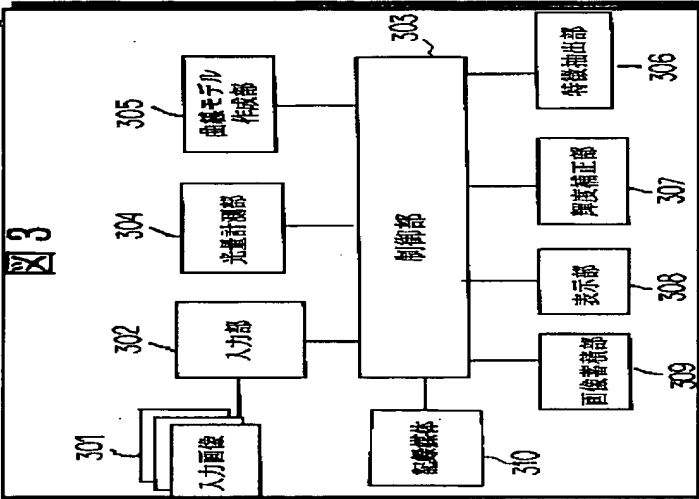 図3
301
入力画像
302
入力部
304
光量計測部
305
曲線モデル
作成部
303
制御部
310
記録媒体
309
画像蓄積部
308
表示部
307
輝度補正部
306
特徴抽出部